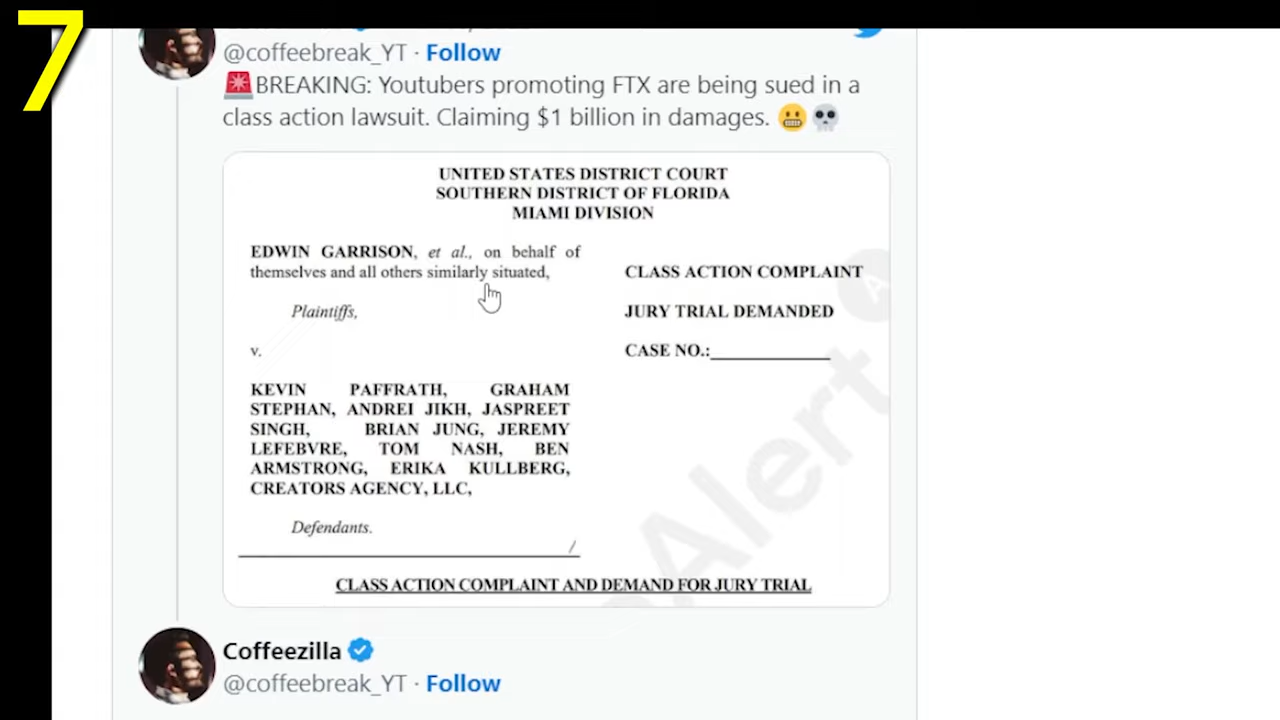 7
@coffeebreak_YT · Follow
🚨BREAKING: Youtubers promoting FTX are being sued in a
class action lawsuit. Claiming $1 billion in damages. 😬💀
UNITED STATES DISTRICT COURT
SOUTHERN DISTRICT OF FLORIDA
MIAMI DIVISION
EDWIN GARRISON, et al., on behalf of
themselves and all others similarly situated,
CLASS ACTION COMPLAINT
Plaintiffs,
JURY TRIAL DEMANDED
v.
CASE NO.:____________
KEVIN PAFFRATH, GRAHAM
STEPHAN, ANDREI JIKH, JASPREET
SINGH, BRIAN JUNG, JEREMY
LEFEBVRE, TOM NASH, BEN
ARMSTRONG, ERIKA KULLBERG,
CREATORS AGENCY, LLC,
Defendants.
/
CLASS ACTION COMPLAINT AND DEMAND FOR JURY TRIAL
Alert
A
Coffeezilla
@coffeebreak_YT · Follow